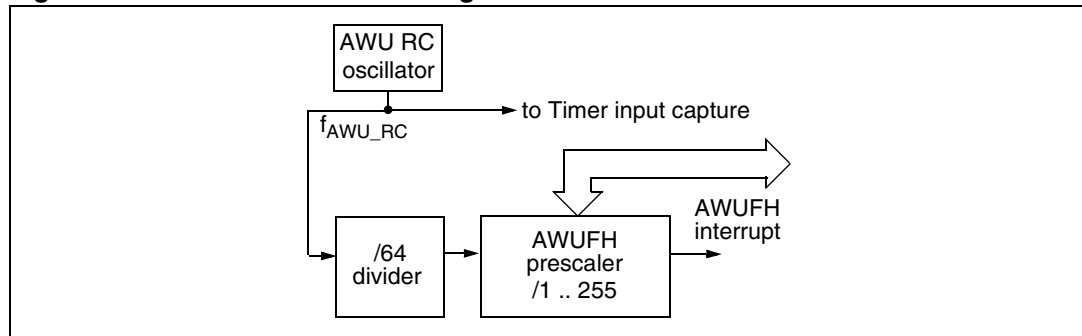 AWU RC
oscillator
to Timer input capture
fAWU_RC
AWUFH
interrupt
/64
divider
AWUFH
prescaler
/1 .. 255